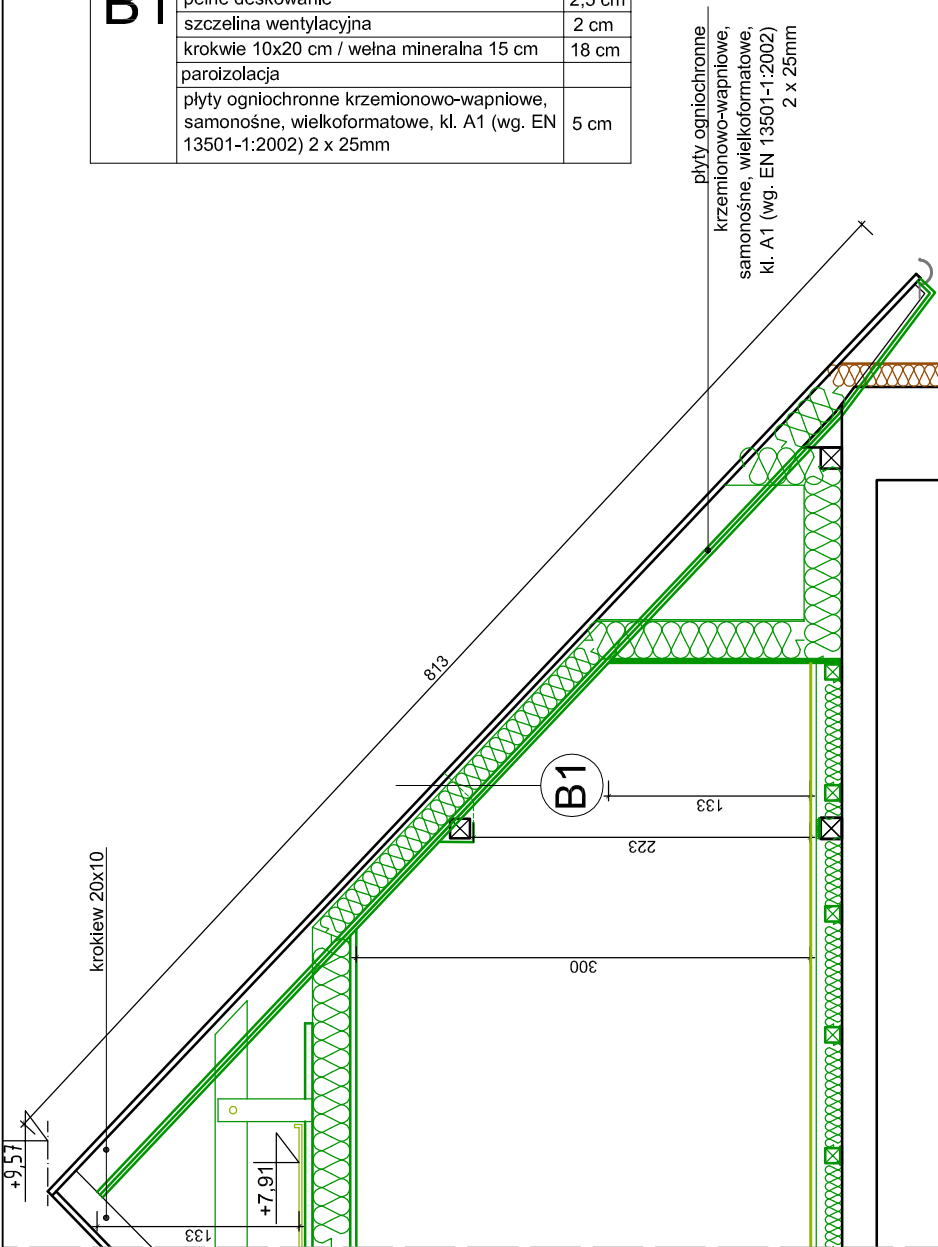 B1
pełne deskowanie 2,5 cm
szczelina wentylacyjna 2 cm
krokwie 10x20 cm / wełna mineralna 15 cm 18 cm
paroizolacja
płyty ogniochronne krzemionowo-wapniowe,
samonośne, wielkoformatowe, kl. A1 (wg. EN
13501-1:2002) 2 x 25mm
5 cm
płyty ogniochronne
krzemionowo-wapniowe,
samonośne, wielkoformatowe,
kl. A1 (wg. EN 13501-1:2002)
2 x 25mm
813
B1
133
223
krokiew 20x10
300
+9,57
+7,91
133